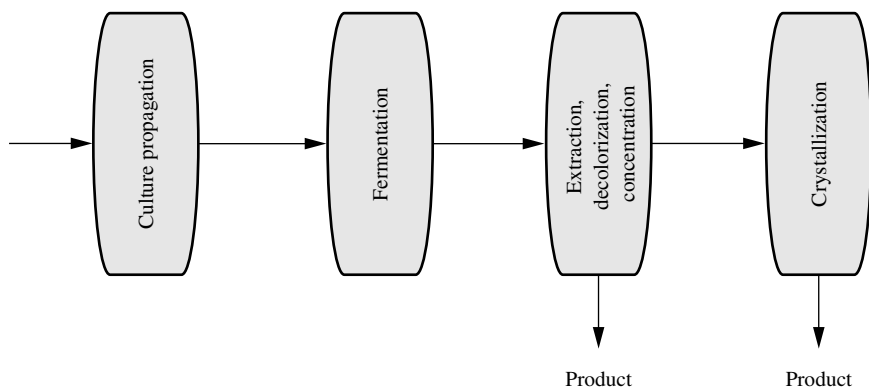 Culture propagation
Fermentation
Extraction,
decolorization,
concentration
Crystallization
Product
Product